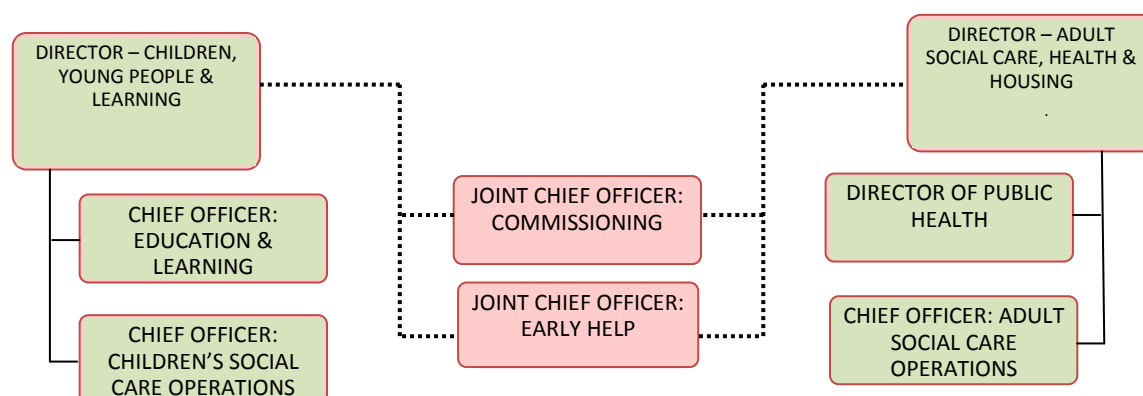 DIRECTOR – CHILDREN,
YOUNG PEOPLE &
LEARNING
DIRECTOR – ADULT
SOCIAL CARE, HEALTH &
HOUSING
.
JOINT CHIEF OFFICER:
COMMISSIONING
DIRECTOR OF PUBLIC
HEALTH
CHIEF OFFICER:
EDUCATION &
LEARNING
JOINT CHIEF OFFICER:
EARLY HELP
CHIEF OFFICER: ADULT
SOCIAL CARE
OPERATIONS
CHIEF OFFICER:
CHILDREN’S SOCIAL
CARE OPERATIONS